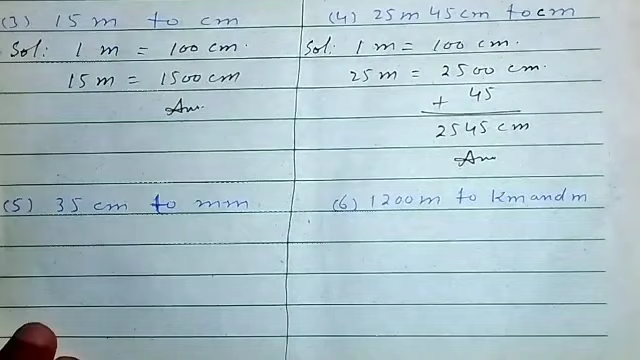 (3) 15 m to cm
Sol: 1 m = 100 cm.
15 m = 1500 cm
Ans.
(4) 25 m 45 cm to cm
Sol: 1 m = 100 cm.
25 m = 2500 cm.
+ 45
2545 cm
Ans
(5) 35 cm to mm.
(6) 1200 m to km and m